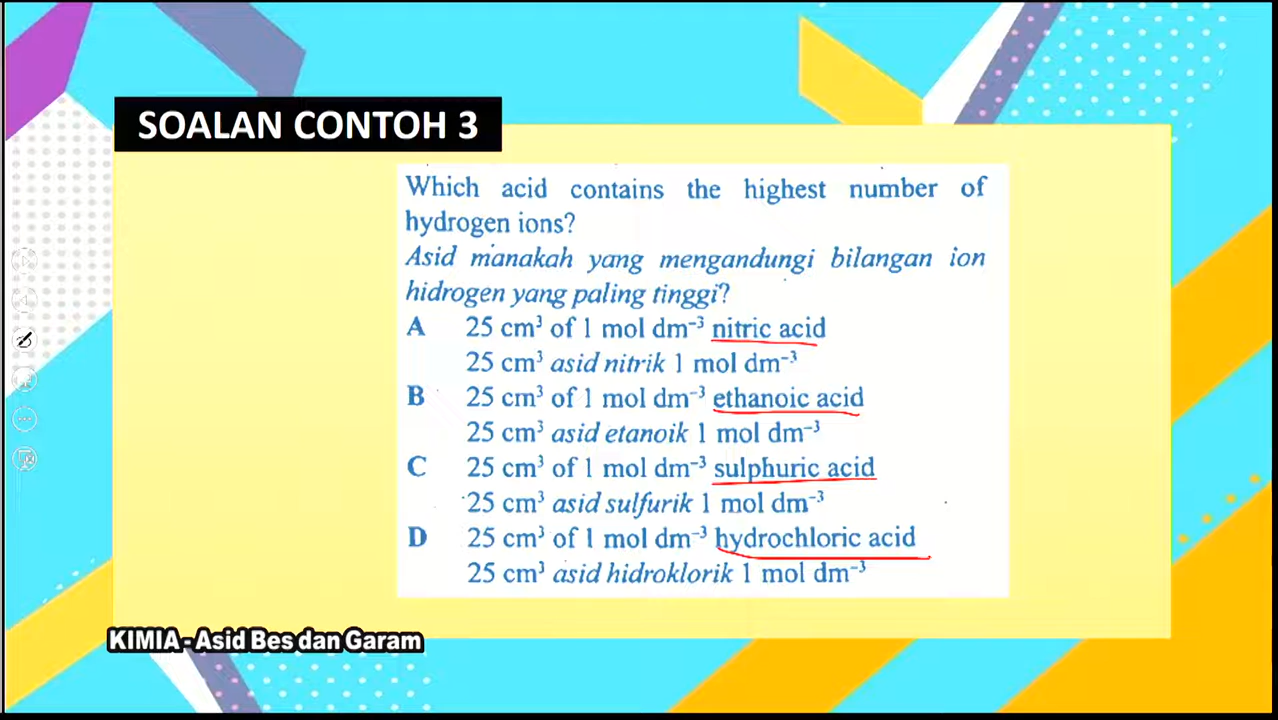 SOALAN CONTOH 3
Which acid contains the highest number of
hydrogen ions?
Asid manakah yang mengandungi bilangan ion
hidrogen yang paling tinggi?
A 25 cm³ of 1 mol dm⁻³ nitric acid
25 cm³ asid nitrik 1 mol dm⁻³
B 25 cm³ of 1 mol dm⁻³ ethanoic acid
25 cm³ asid etanoik 1 mol dm⁻³
C 25 cm³ of 1 mol dm⁻³ sulphuric acid
25 cm³ asid sulfurik 1 mol dm⁻³
D 25 cm³ of 1 mol dm⁻³ hydrochloric acid
25 cm³ asid hidroklorik 1 mol dm⁻³
KIMIA - Asid Bes dan Garam